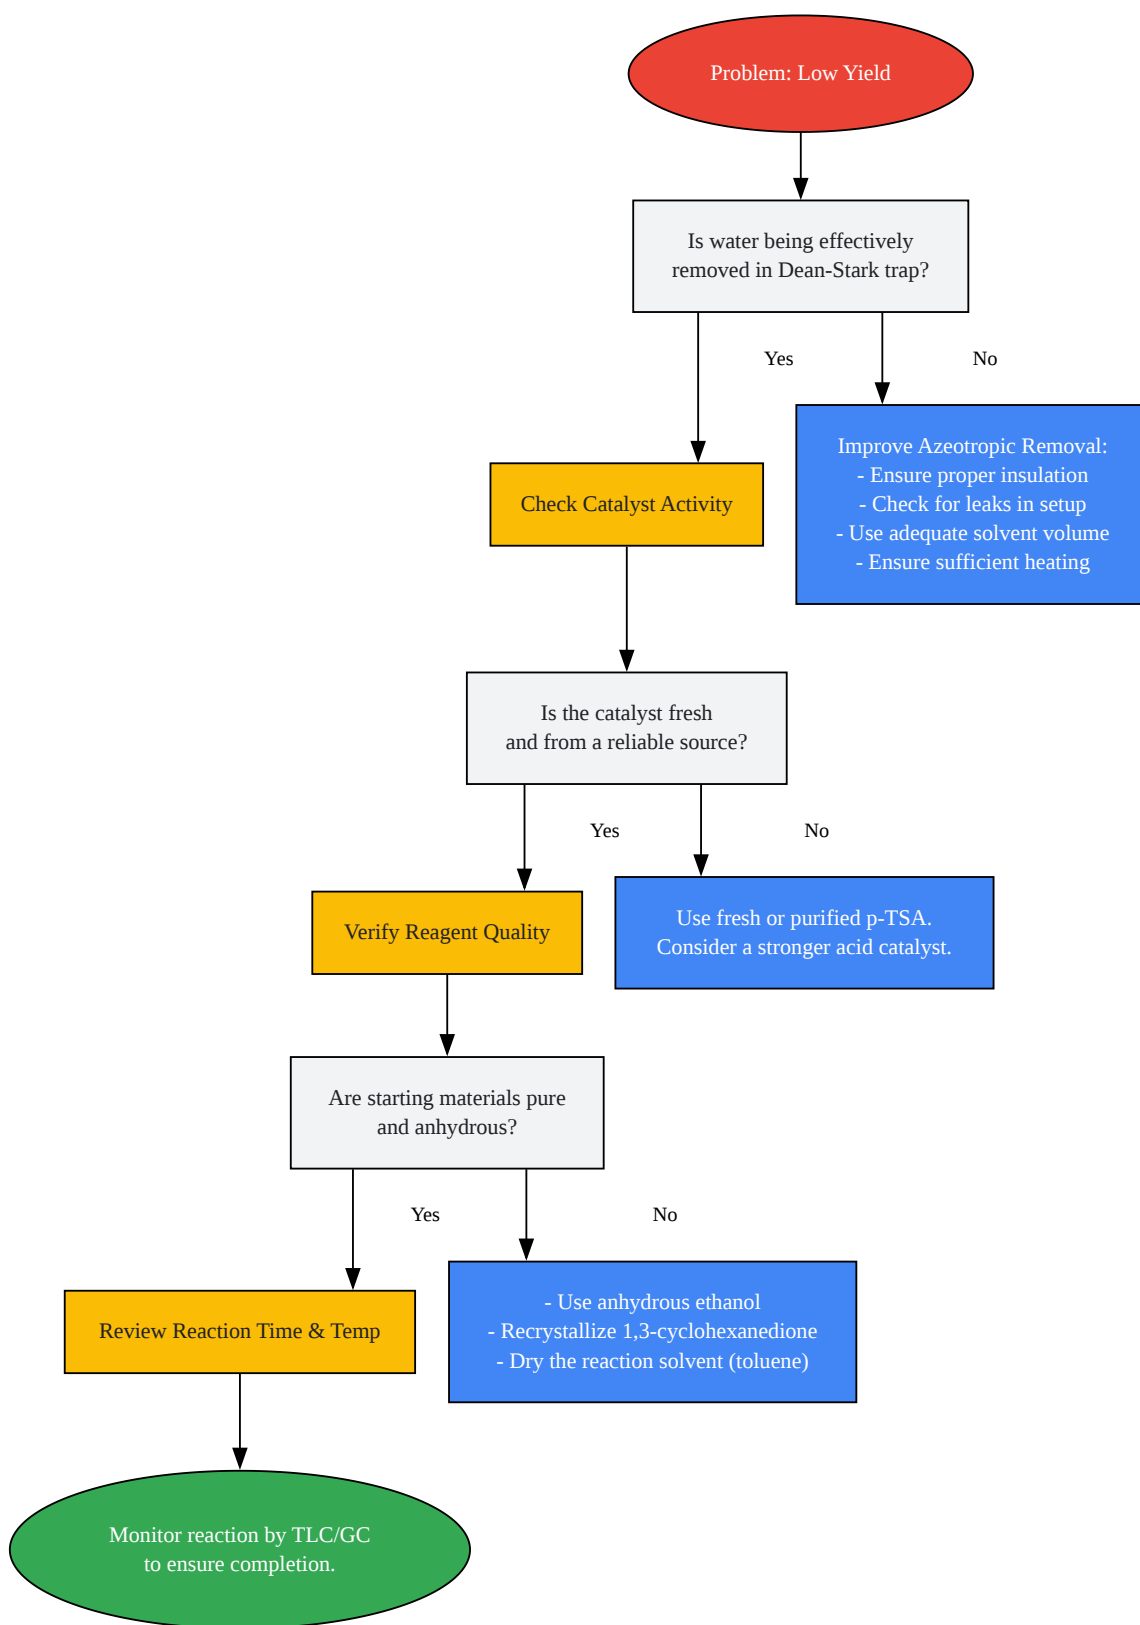 Problem: Low Yield
Is water being effectively
removed in Dean-Stark trap?
Yes
No
Improve Azeotropic Removal:
- Ensure proper insulation
- Check for leaks in setup
- Use adequate solvent volume
- Ensure sufficient heating
Check Catalyst Activity
Is the catalyst fresh
and from a reliable source?
Yes
No
Verify Reagent Quality
Use fresh or purified p-TSA.
Consider a stronger acid catalyst.
Are starting materials pure
and anhydrous?
Yes
No
Review Reaction Time & Temp
- Use anhydrous ethanol
- Recrystallize 1,3-cyclohexanedione
- Dry the reaction solvent (toluene)
Monitor reaction by TLC/GC
to ensure completion.